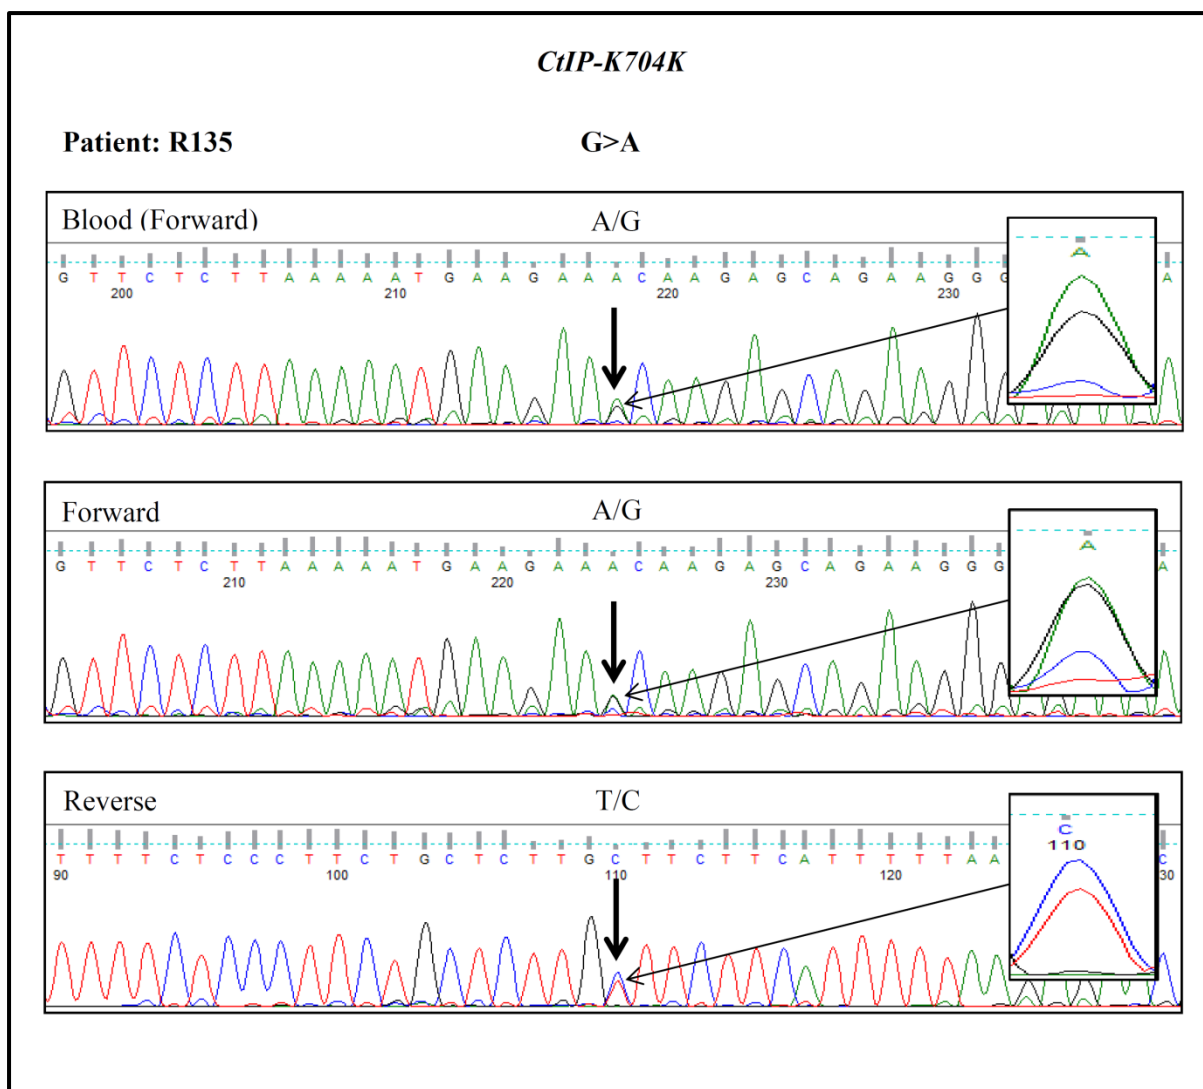 CtIP-K704K
Patient: R135 G>A
Blood (Forward) A/G
G T T C T C T T A A A A A T G A A G A A A C A A G A G C A G A A G G G A
200 210 220 230
A
Forward A/G
G T T C T C T T A A A A A T G A A G A A A C A A G A G C A G A A G G G A
210 220 230
A
Reverse T/C
T T T T C T C C C T T C T G C T C T T G C T T C T T C A T T T T T A A C
90 100 110 120 30
C
110